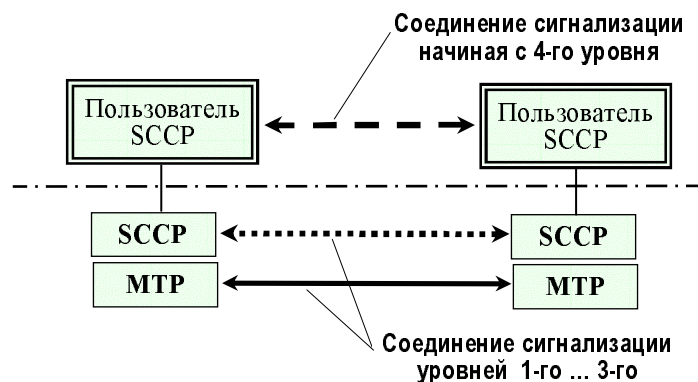 Соединение сигнализации
начиная с 4-го уровня
Пользователь
SCCP
Пользователь
SCCP
SCCP
SCCP
MTP
MTP
Соединение сигнализации
уровней 1-го ... 3-го